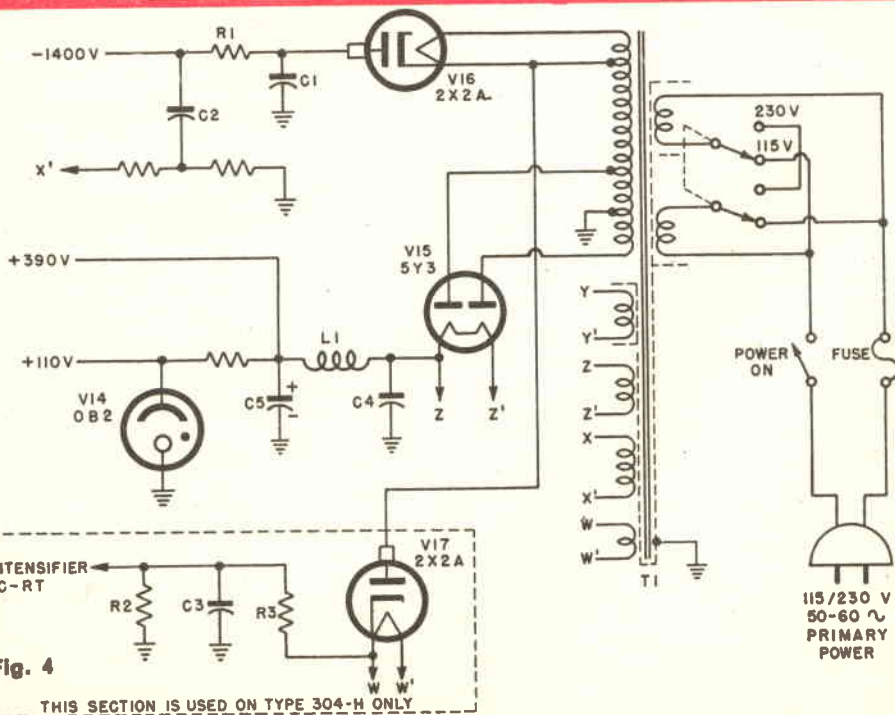 -1400V
R1
C1
C2
V16
2X2A
X'
230V
115V
+390V
V15
5Y3
L1
+110V
V14
OB2
C5
+
-
C4
Z
Z'
Y
Y'
Z
Z'
X
X'
W
W'
T1
POWER
ON
FUSE
115/230 V
50-60 ~
PRIMARY
POWER
V17
2X2A
TENSIFIER
C-RT
R2
C3
R3
W
W'
Fig. 4
THIS SECTION IS USED ON TYPE 304-H ONLY